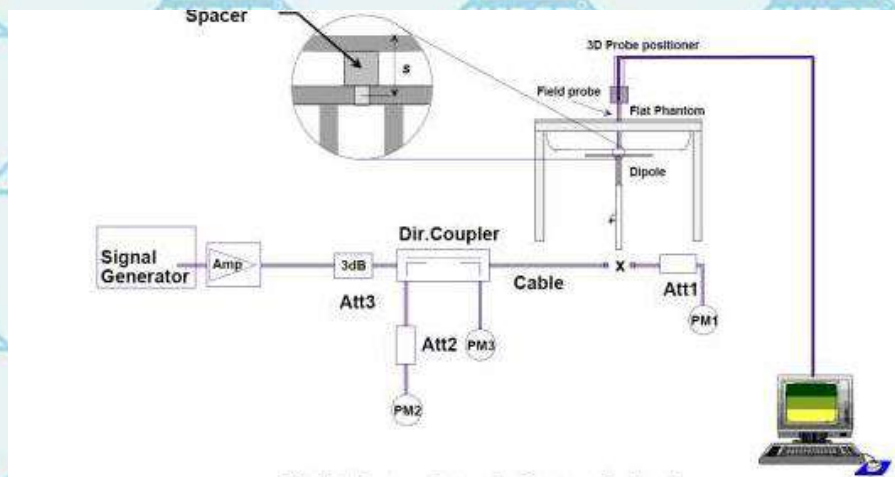 Spacer
s
3D Probe positioner
Field probe
Flat Phantom
Dipole
Signal
Generator
Amp
3dB
Att3
Dir.Coupler
Cable
x
Att1
PM1
Att2
PM3
PM2